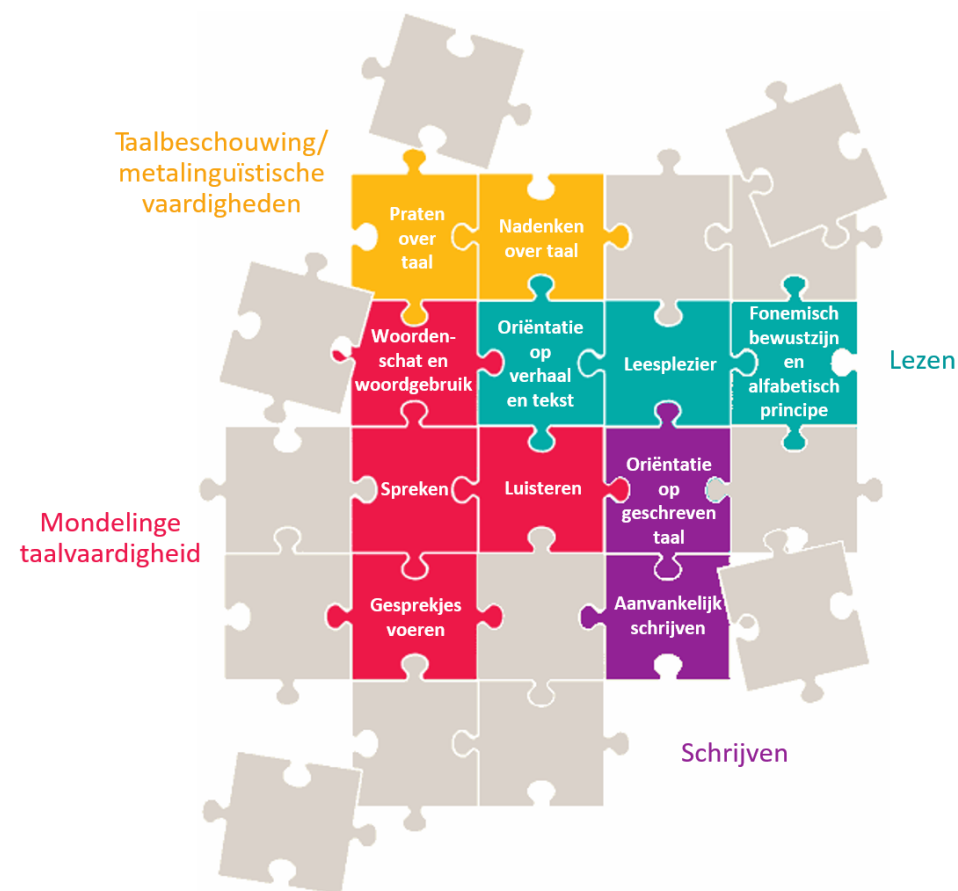 Taalbeschouwing/
metalinguïstische
vaardigheden
Praten
over
taal
Nadenken
over taal
Woorden-
schat en
woordgebruik
Oriëntatie
op
verhaal
en tekst
Leesplezier
Fonemisch
bewustzijn
en
alfabetisch
principe
Lezen
Mondelinge
taalvaardigheid
Spreken
Luisteren
Oriëntatie
op
geschreven
taal
Gesprekjes
voeren
Aanvankelijk
schrijven
Schrijven